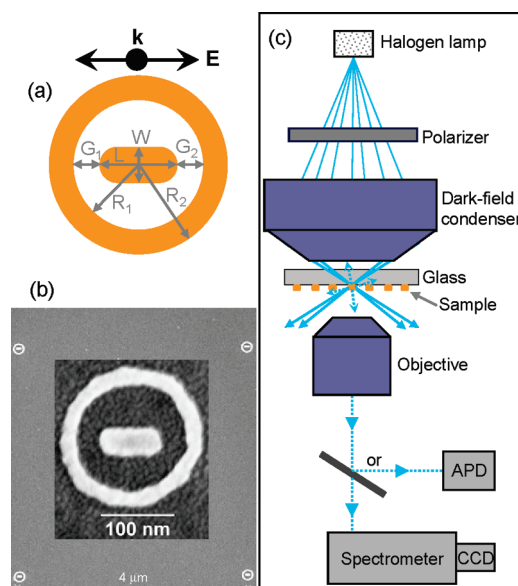 k
E
(a)
G1 L W G2
R1 R2
(b)
100 nm
4 μm
(c)
Halogen lamp
Polarizer
Dark-field
condenser
Glass
Sample
Objective
or
APD
Spectrometer CCD